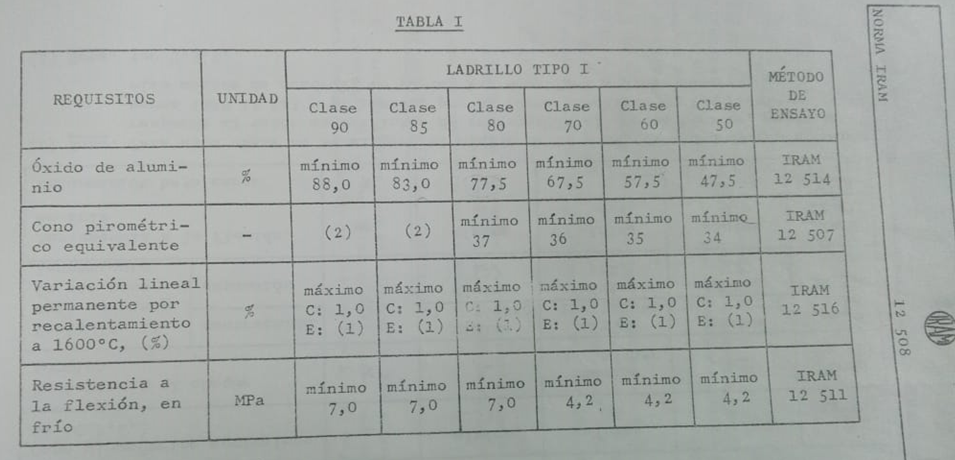 TABLA I
REQUISITOS
UNIDAD
LADRILLO TIPO I
MÉTODO
DE
ENSAYO
Clase
90
Clase
85
Clase
80
Clase
70
Clase
60
Clase
50
Óxido de alumi-
nio
%
mínimo
88,0
mínimo
83,0
mínimo
77,5
mínimo
67,5
mínimo
57,5
mínimo
47,5
IRAM
12 514
Cono pirométri-
co equivalente
-
(2)
(2)
mínimo
37
mínimo
36
mínimo
35
mínimo
34
IRAM
12 507
Variación lineal
permanente por
recalentamiento
a 1600°C, (%)
%
máximo
C: 1,0
E: (1)
máximo
C: 1,0
E: (1)
máximo
C: 1,0
E: (1)
máximo
C: 1,0
E: (1)
máximo
C: 1,0
E: (1)
máximo
C: 1,0
E: (1)
IRAM
12 516
Resistencia a
la flexión, en
frío
MPa
mínimo
7,0
mínimo
7,0
mínimo
7,0
mínimo
4,2
mínimo
4,2
mínimo
4,2
IRAM
12 511
NORMA IRAM
12 508
IRAM